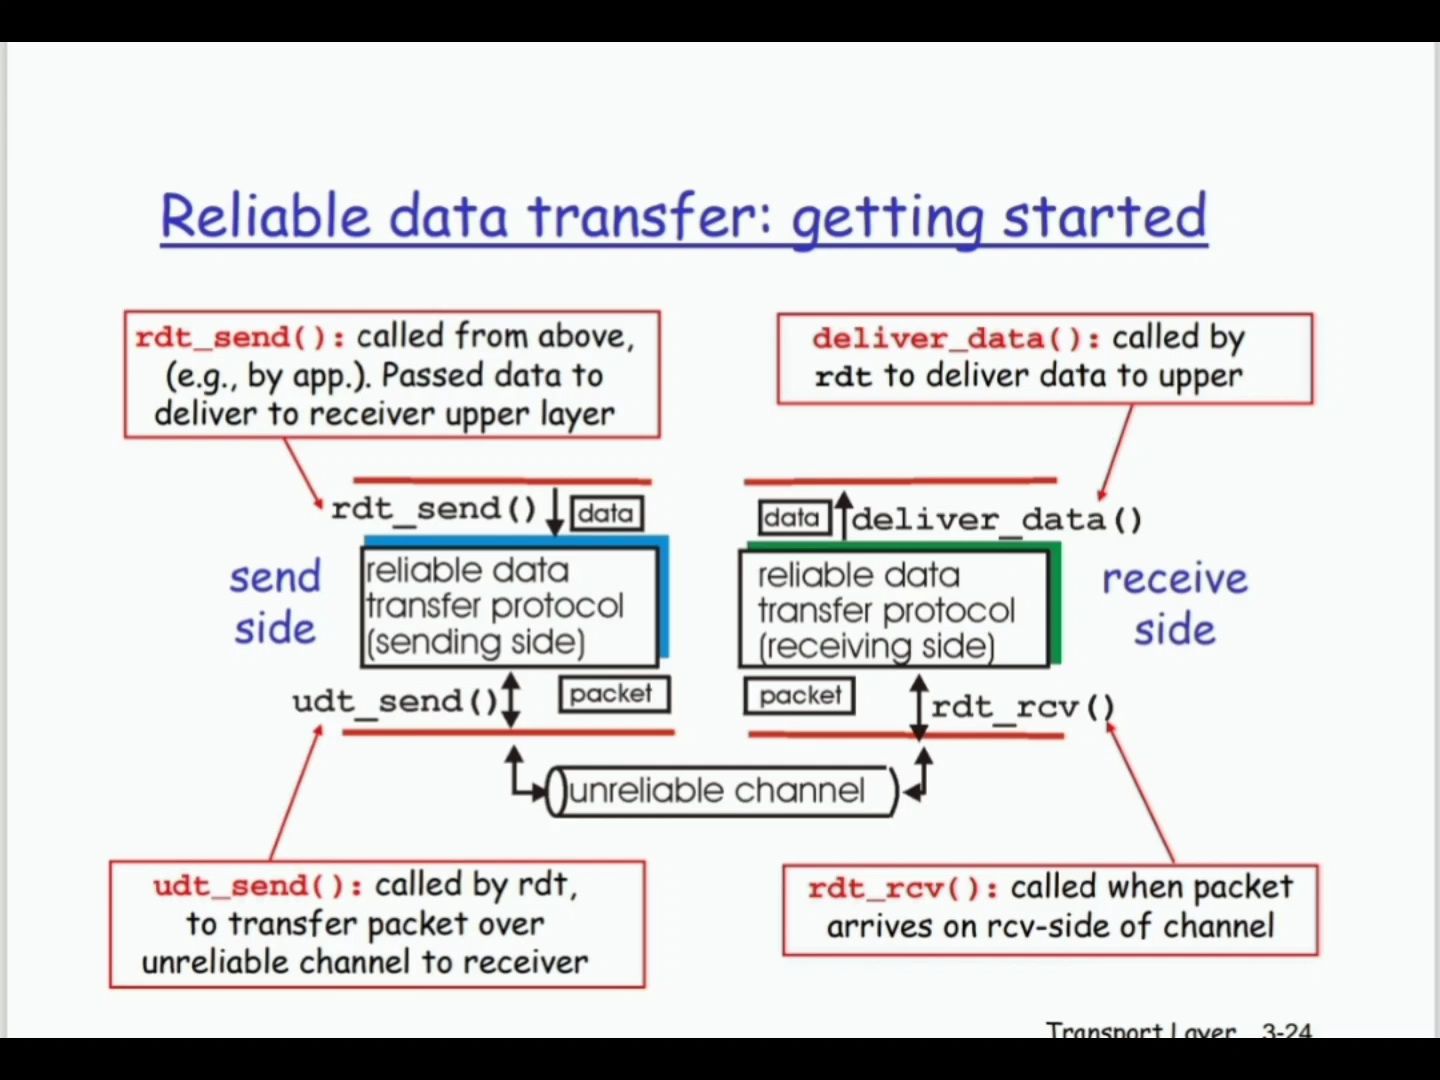 Reliable data transfer: getting started
rdt_send(): called from above,
(e.g., by app.). Passed data to
deliver to receiver upper layer
deliver_data(): called by
rdt to deliver data to upper
rdt_send()
data
data
deliver_data()
send
side
reliable data
transfer protocol
(sending side)
reliable data
transfer protocol
(receiving side)
receive
side
udt_send()
packet
packet
rdt_rcv()
unreliable channel
udt_send(): called by rdt,
to transfer packet over
unreliable channel to receiver
rdt_rcv(): called when packet
arrives on rcv-side of channel
Transport Layer 3-24